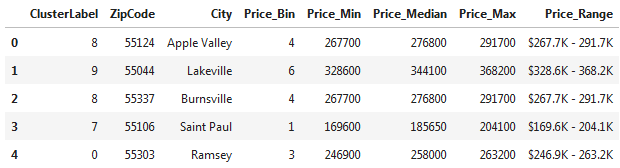 ClusterLabel ZipCode City Price_Bin Price_Min Price_Median Price_Max Price_Range
0 8 55124 Apple Valley 4 267700 276800 291700 $267.7K - 291.7K
1 9 55044 Lakeville 6 328600 344100 368200 $328.6K - 368.2K
2 8 55337 Burnsville 4 267700 276800 291700 $267.7K - 291.7K
3 7 55106 Saint Paul 1 169600 185650 204100 $169.6K - 204.1K
4 0 55303 Ramsey 3 246900 258000 263200 $246.9K - 263.2K